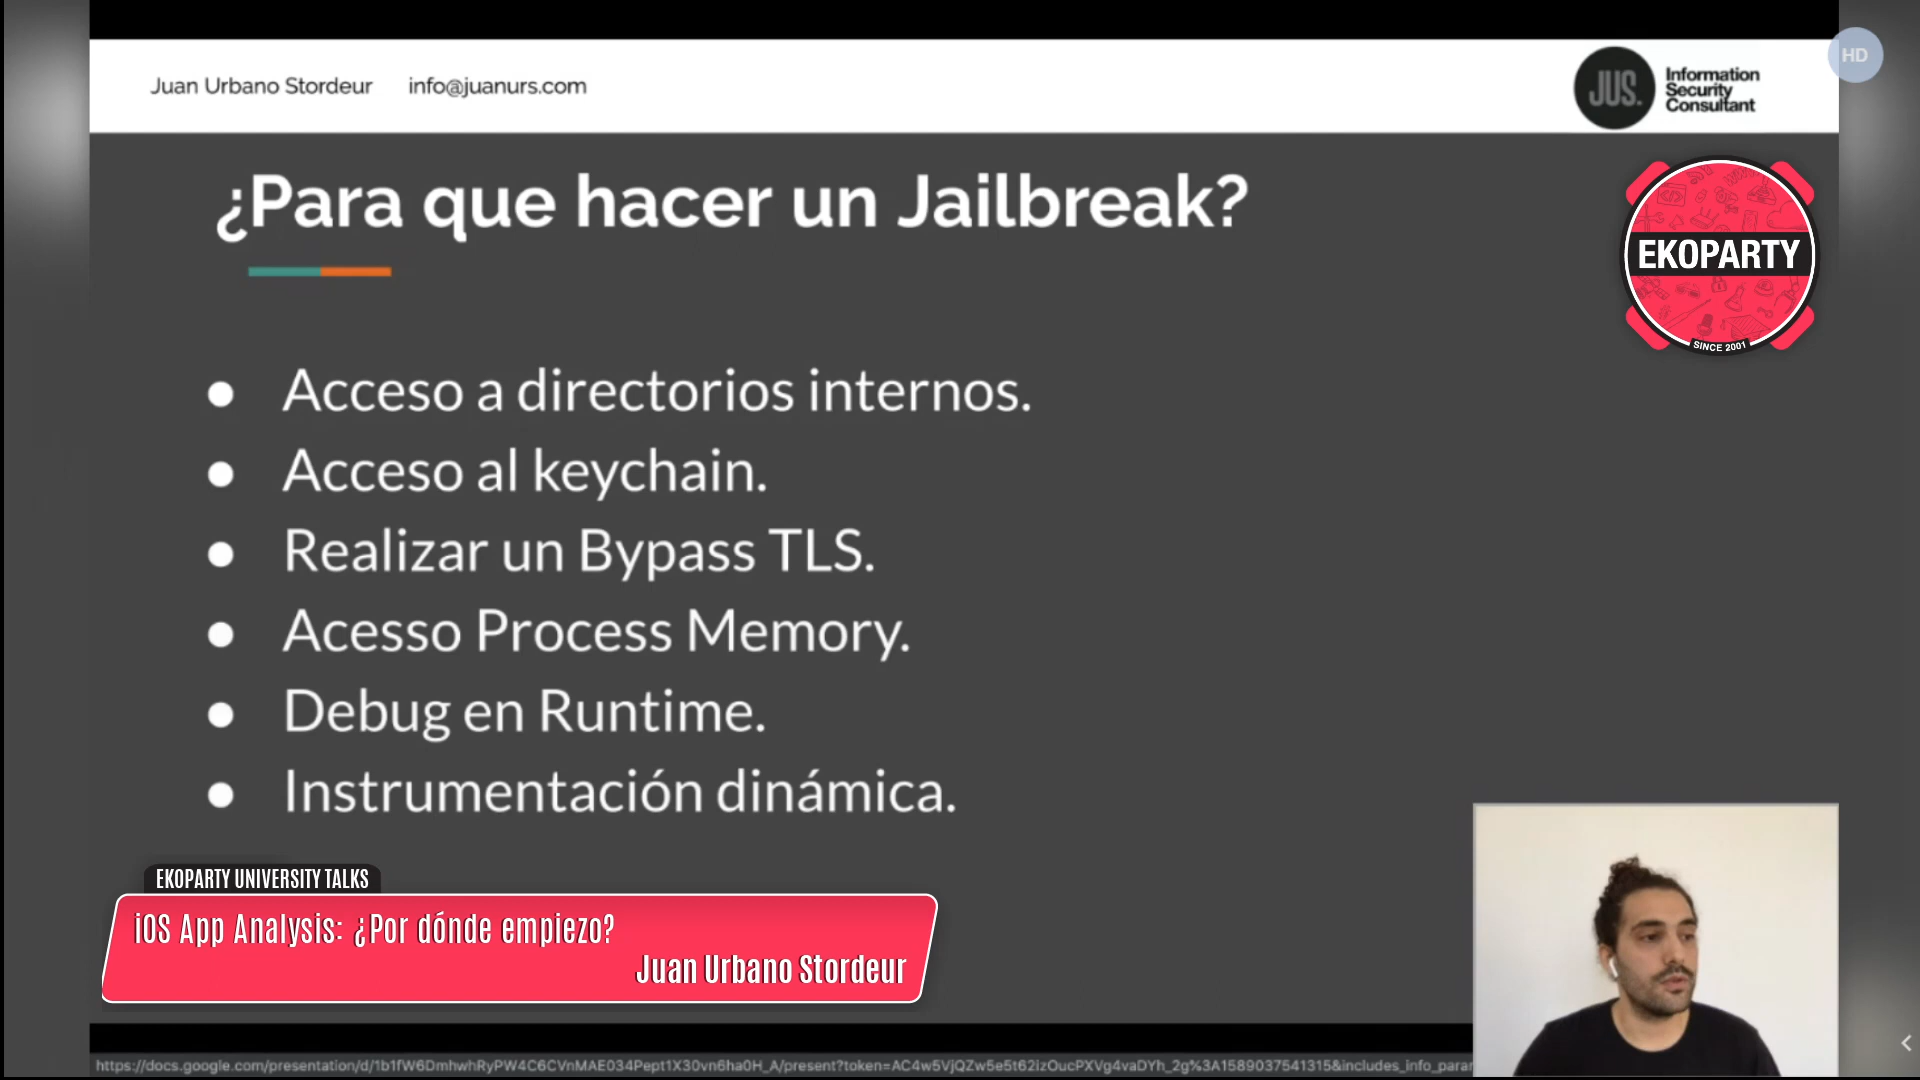 Juan Urbano Stordeur info@juanurs.com
JUS. Information
Security
Consultant
HD
¿Para que hacer un Jailbreak?
EKOPARTY
SINCE 2001
● Acceso a directorios internos.
● Acceso al keychain.
● Realizar un Bypass TLS.
● Acesso Process Memory.
● Debug en Runtime.
● Instrumentación dinámica.
EKOPARTY UNIVERSITY TALKS
iOS App Analysis: ¿Por dónde empiezo?
Juan Urbano Stordeur
https://docs.google.com/presentation/d/1b1fW6DmhwhRyPW4C6CVnMAE034Pept1X30vn6ha0H_A/present?token=AC4w5VjQZw5e5t62izOucPXVg4vaDYh_2g%3A1589037541315&includes_info_para